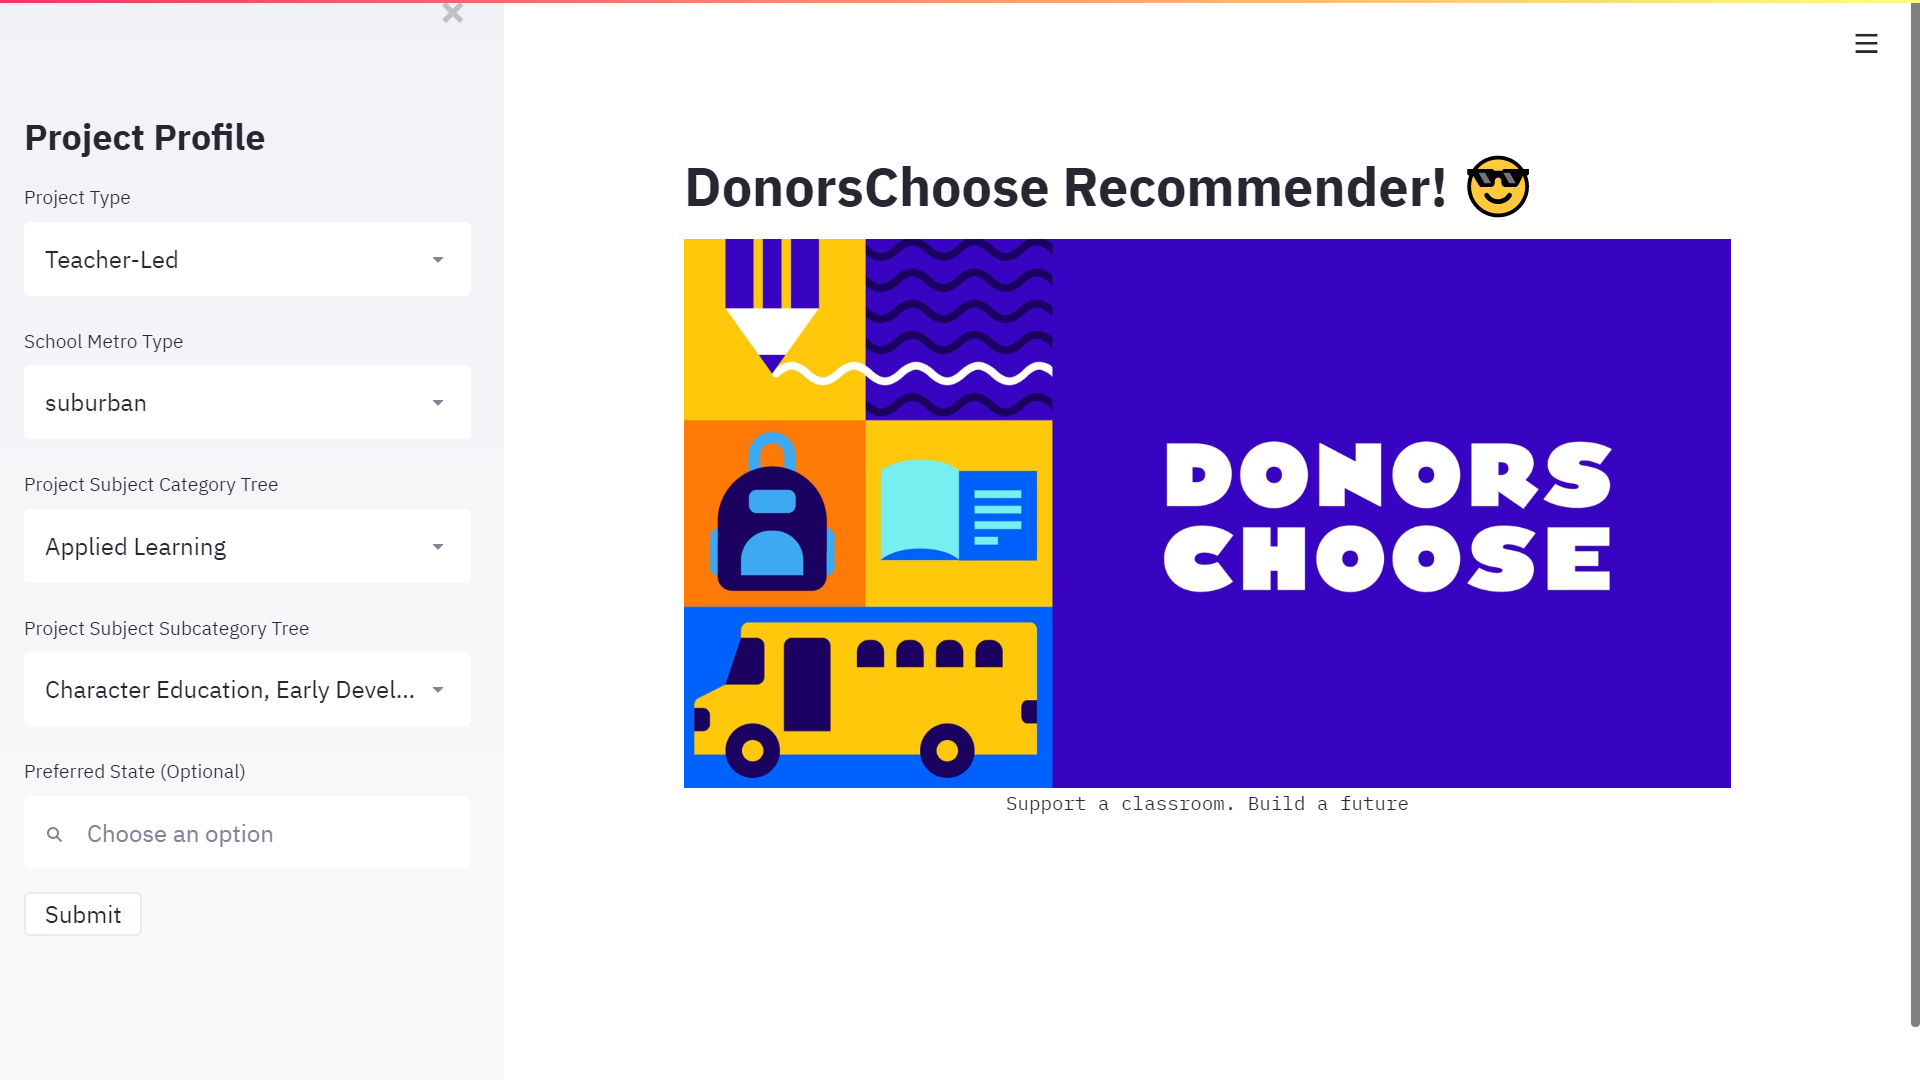 Project Profile
Project Type
Teacher-Led
School Metro Type
suburban
Project Subject Category Tree
Applied Learning
Project Subject Subcategory Tree
Character Education, Early Devel...
Preferred State (Optional)
Choose an option
Submit
DonorsChoose Recommender! 😎
DONORS
CHOOSE
Support a classroom. Build a future